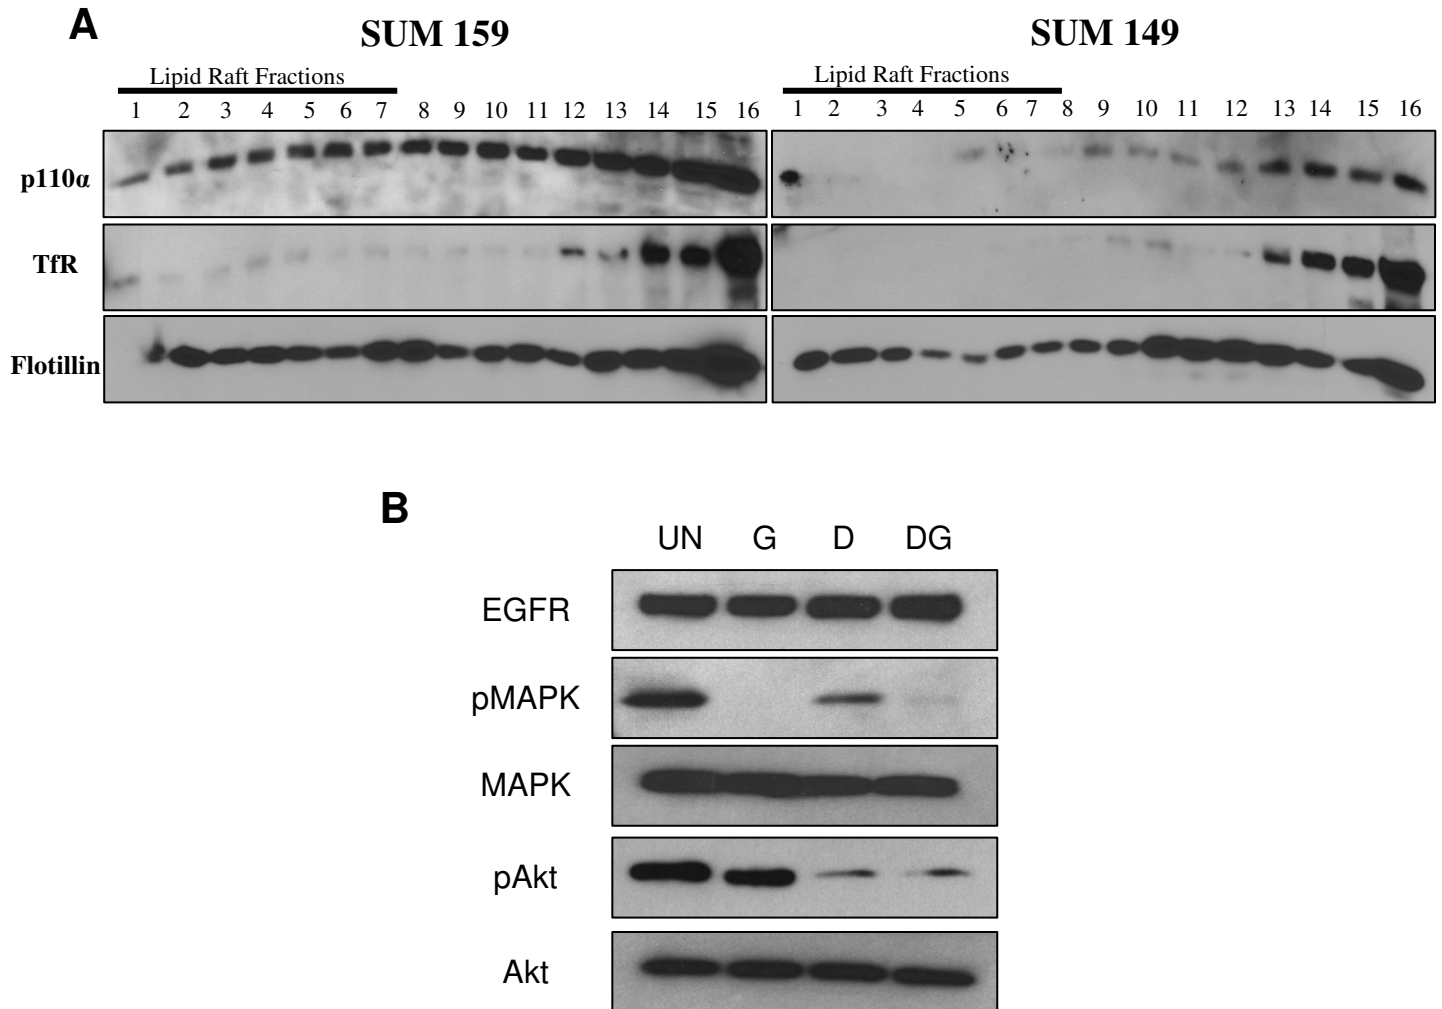 A
SUM 159
SUM 149
Lipid Raft Fractions
Lipid Raft Fractions
1 2 3 4 5 6 7 8 9 10 11 12 13 14 15 16
1 2 3 4 5 6 7 8 9 10 11 12 13 14 15 16
p110α
TfR
Flotillin
B
UN G D DG
EGFR
pMAPK
MAPK
pAkt
Akt